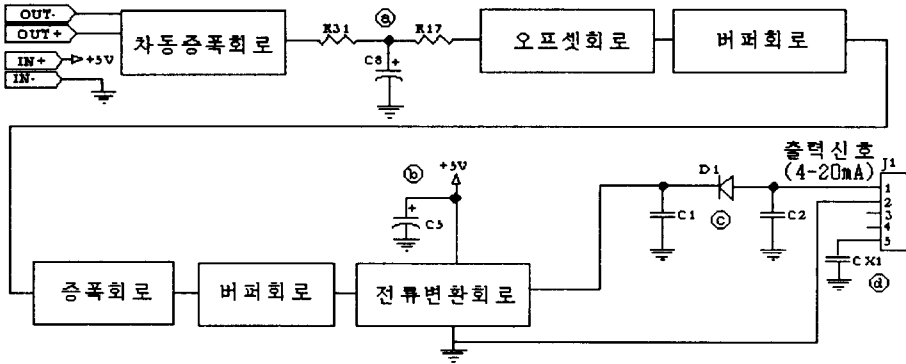 OUT-
OUT+
IN+
+5V
IN-
차동증폭회로
R31
ⓐ
R17
C8
+
오프셋회로
버퍼회로
출력신호
(4-20mA)
J1
1
2
3
4
5
D1
ⓒ
C1
C2
CX1
ⓓ
ⓑ
+5V
+
C5
증폭회로
버퍼회로
전류변환회로